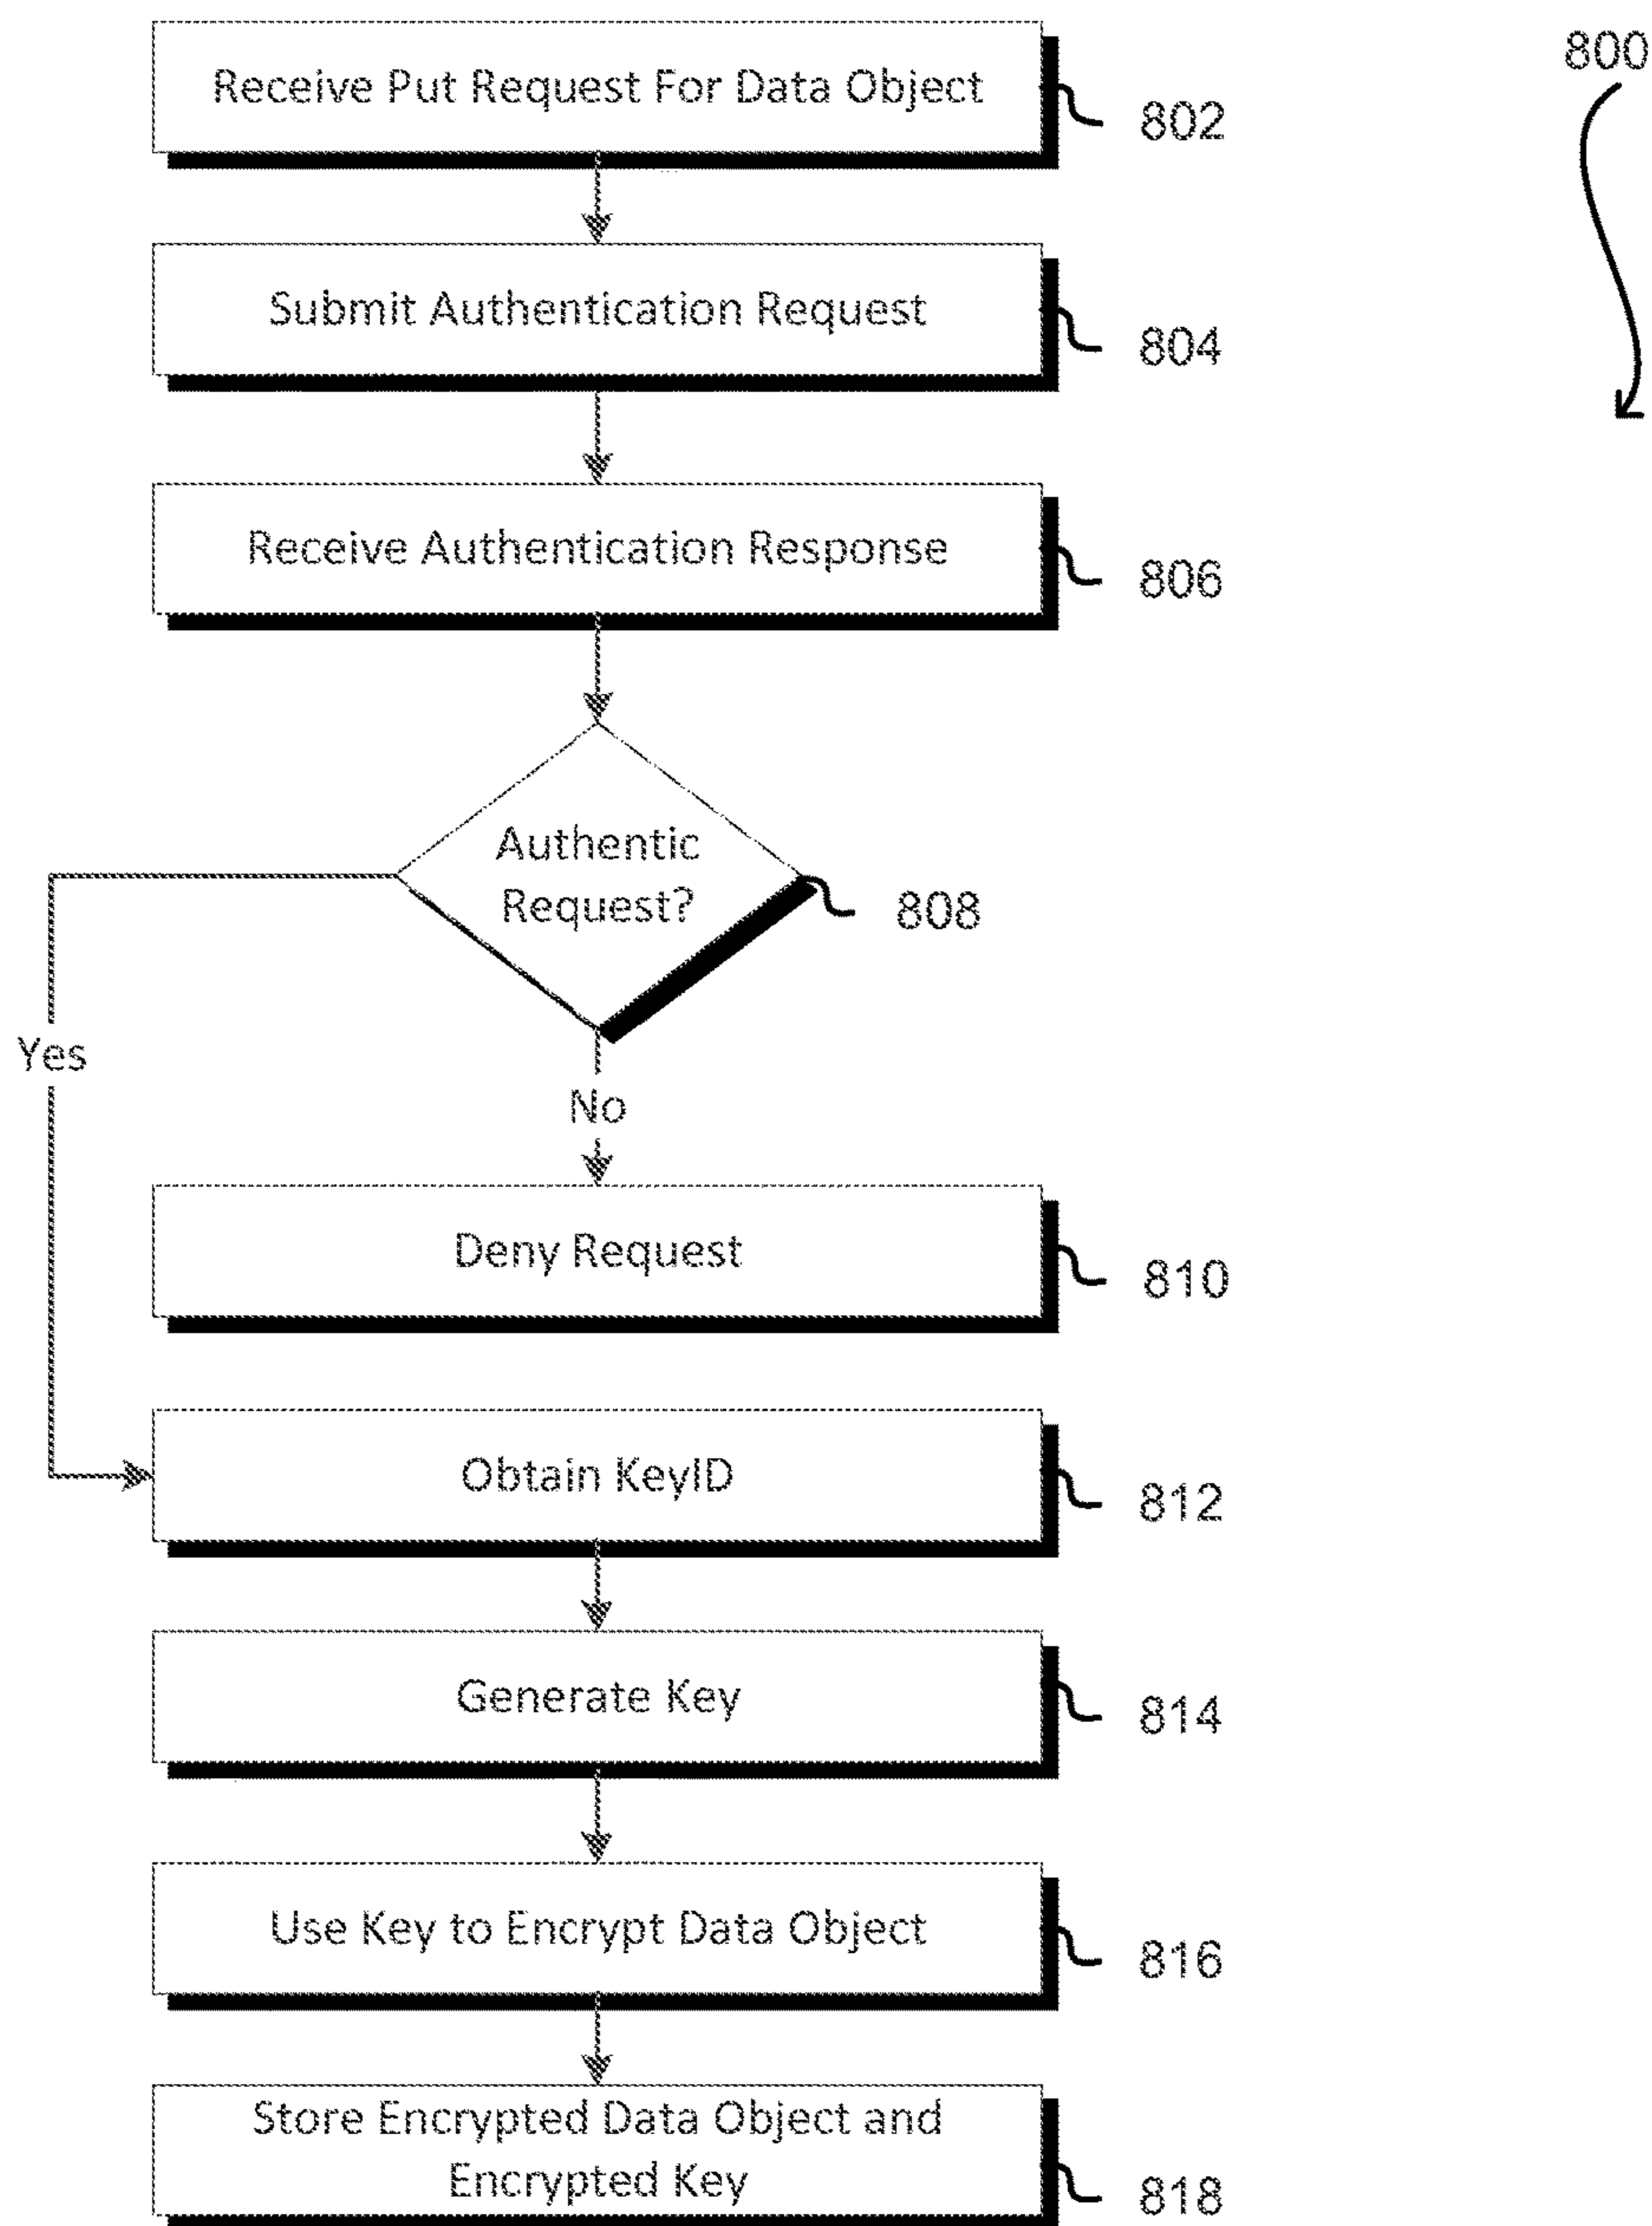 800
Receive Put Request For Data Object
802
Submit Authentication Request
804
Receive Authentication Response
806
Authentic
Request?
808
Yes
No
Deny Request
810
Obtain KeyID
812
Generate Key
814
Use Key to Encrypt Data Object
816
Store Encrypted Data Object and
Encrypted Key
818